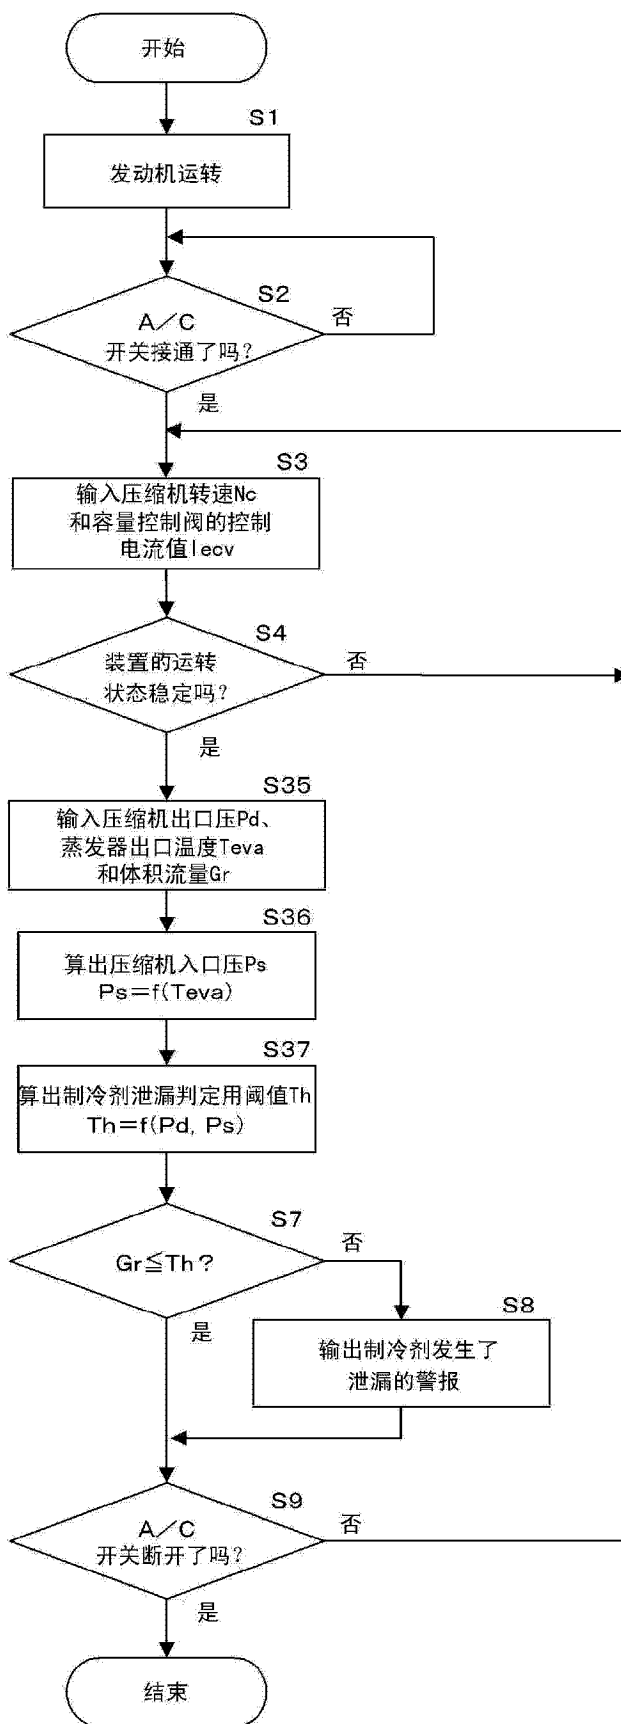 开始
S1
发动机运转
S2
A／C
开关接通了吗？
否
是
S3
输入压缩机转速Nc
和容量控制阀的控制
电流值Iecv
S4
装置的运转
状态稳定吗？
否
是
S35
输入压缩机出口压Pd、
蒸发器出口温度Teva
和体积流量Gr
S36
算出压缩机入口压Ps
Ps＝f(Teva)
S37
算出制冷剂泄漏判定用阈值Th
Th＝f(Pd, Ps)
S7
Gr≦Th？
否
是
S8
输出制冷剂发生了
泄漏的警报
S9
A／C
开关断开了吗？
否
是
结束